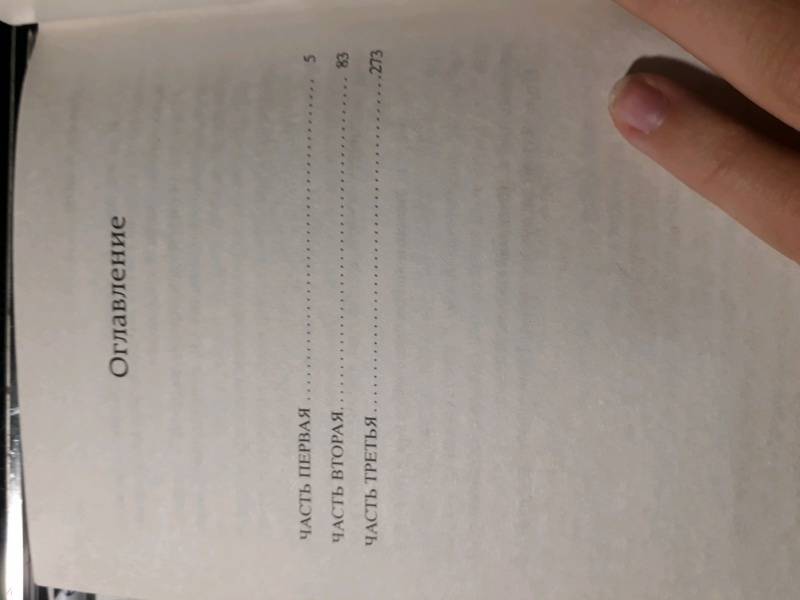 Оглавление
ЧАСТЬ ПЕРВАЯ ........................................ 5
ЧАСТЬ ВТОРАЯ........................................ 83
ЧАСТЬ ТРЕТЬЯ........................................273